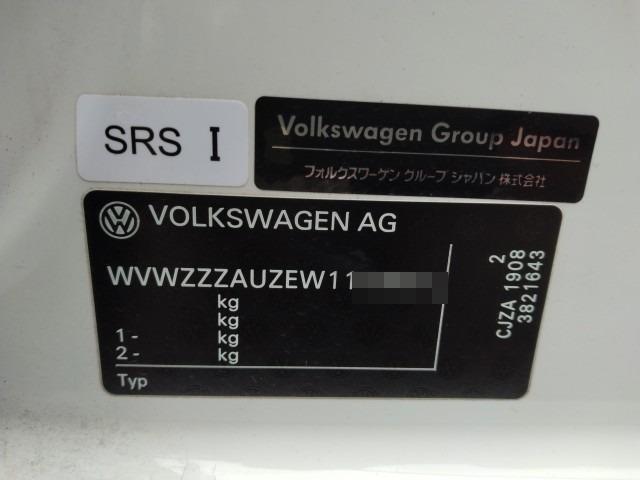 SRS I
Volkswagen Group Japan
フォルクスワーゲン グループ ジャパン 株式会社
VOLKSWAGEN AG
WVWZZZAUZEW11
kg
kg
1- kg
2- kg
Typ
2
CJZA 1908
3821643